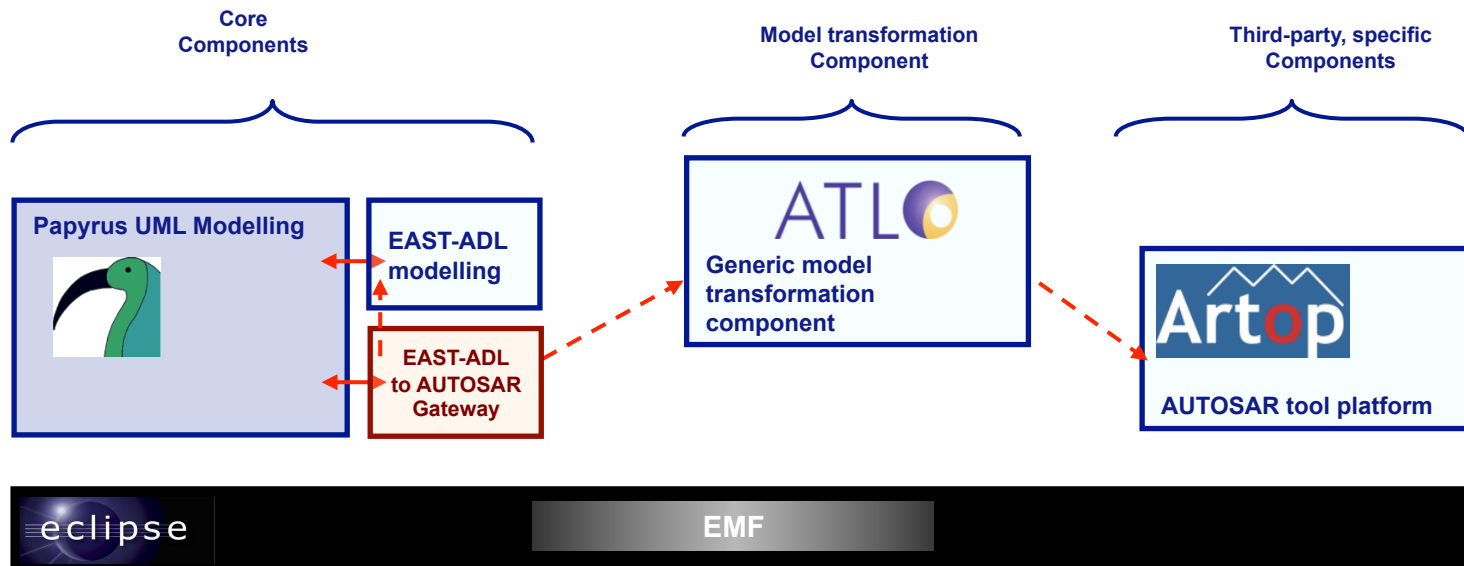 Core
Components
Model transformation
Component
Third-party, specific
Components
Papyrus UML Modelling
EAST-ADL
modelling
EAST-ADL
to AUTOSAR
Gateway
ATL
Generic model
transformation
component
Artop
AUTOSAR tool platform
eclipse
EMF